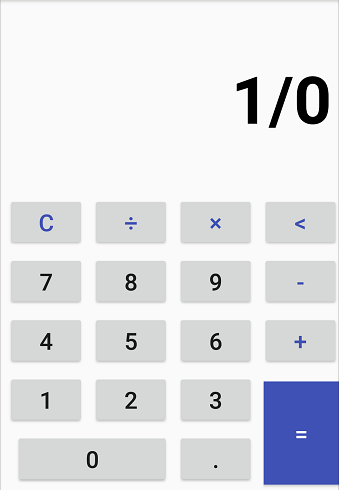 1/0
C ÷ × <
7 8 9 -
4 5 6 +
1 2 3
=
0 .